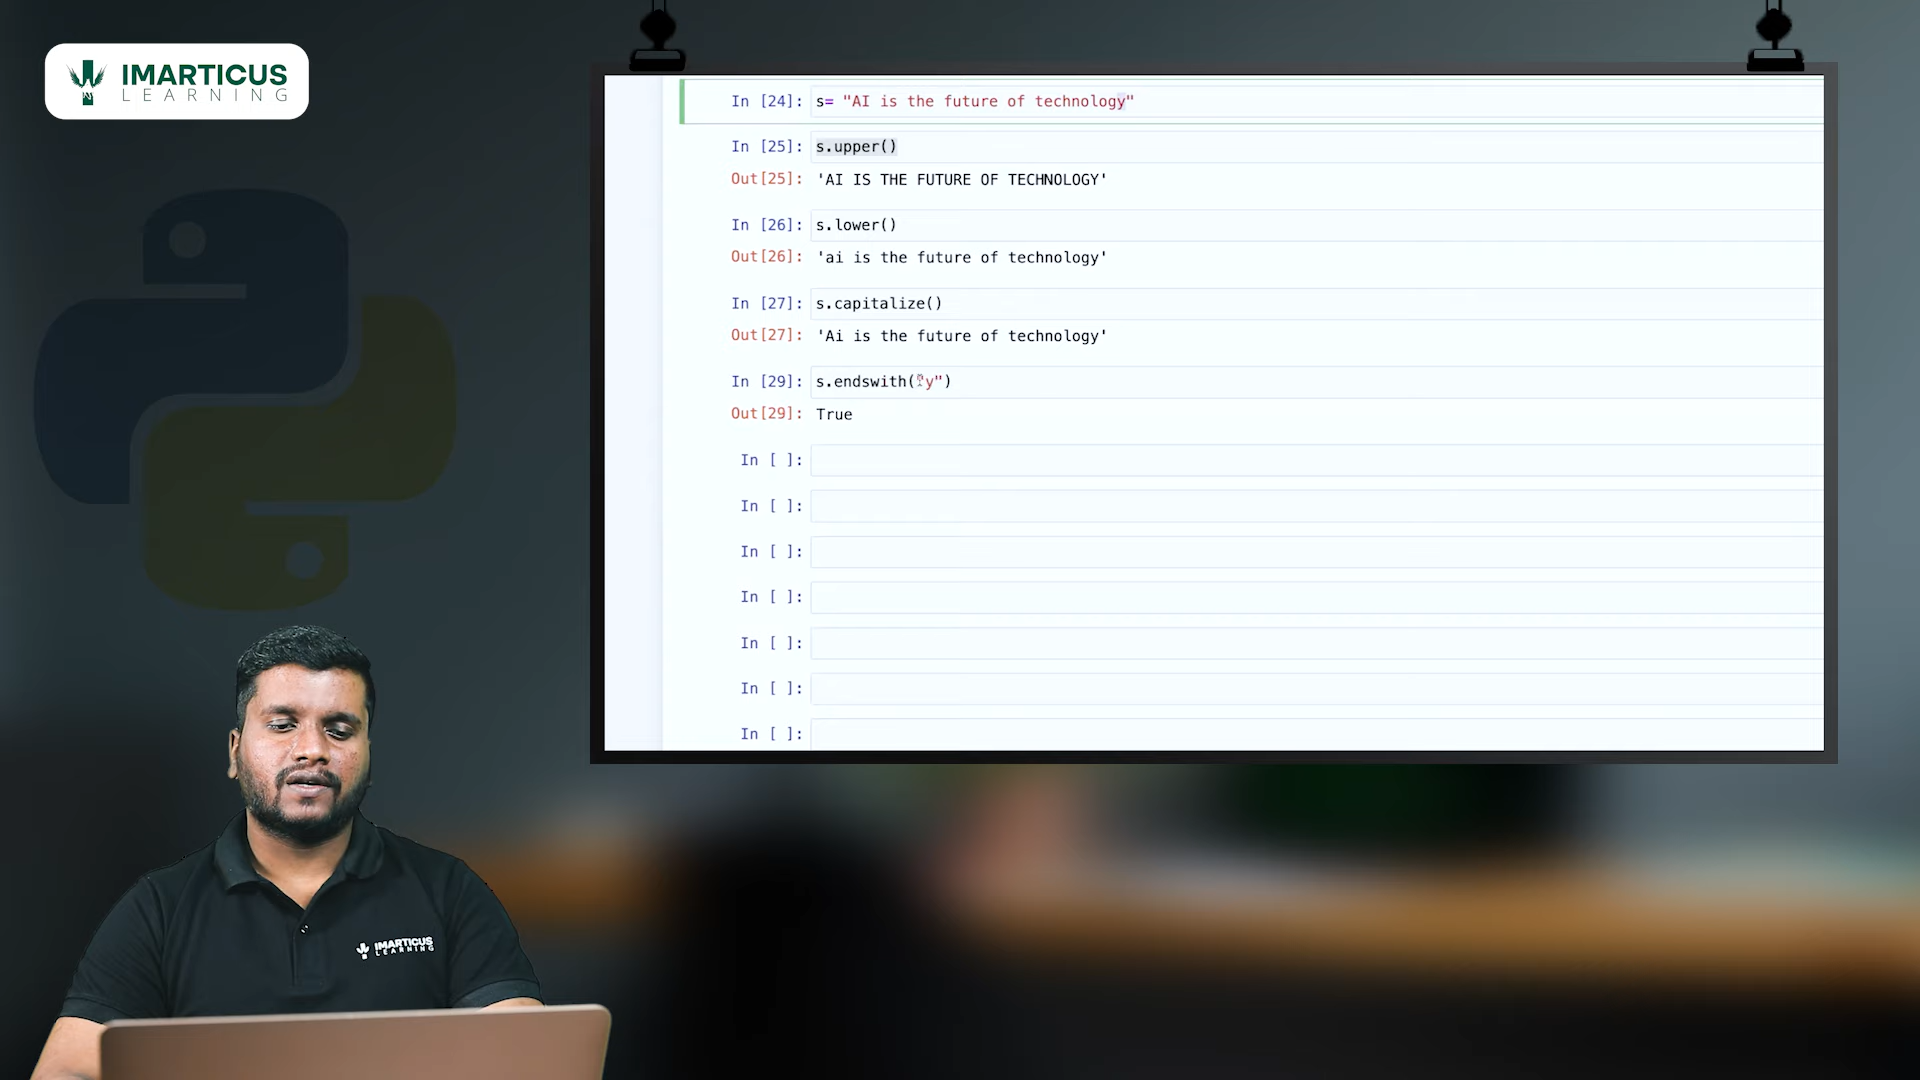 IMARTICUS
LEARNING
In [24]: s= "AI is the future of technology"
In [25]: s.upper()
Out[25]: 'AI IS THE FUTURE OF TECHNOLOGY'
In [26]: s.lower()
Out[26]: 'ai is the future of technology'
In [27]: s.capitalize()
Out[27]: 'Ai is the future of technology'
In [29]: s.endswith("y")
Out[29]: True
In [ ]:
In [ ]:
In [ ]:
In [ ]:
In [ ]:
In [ ]:
In [ ]:
IMARTICUS
LEARNING